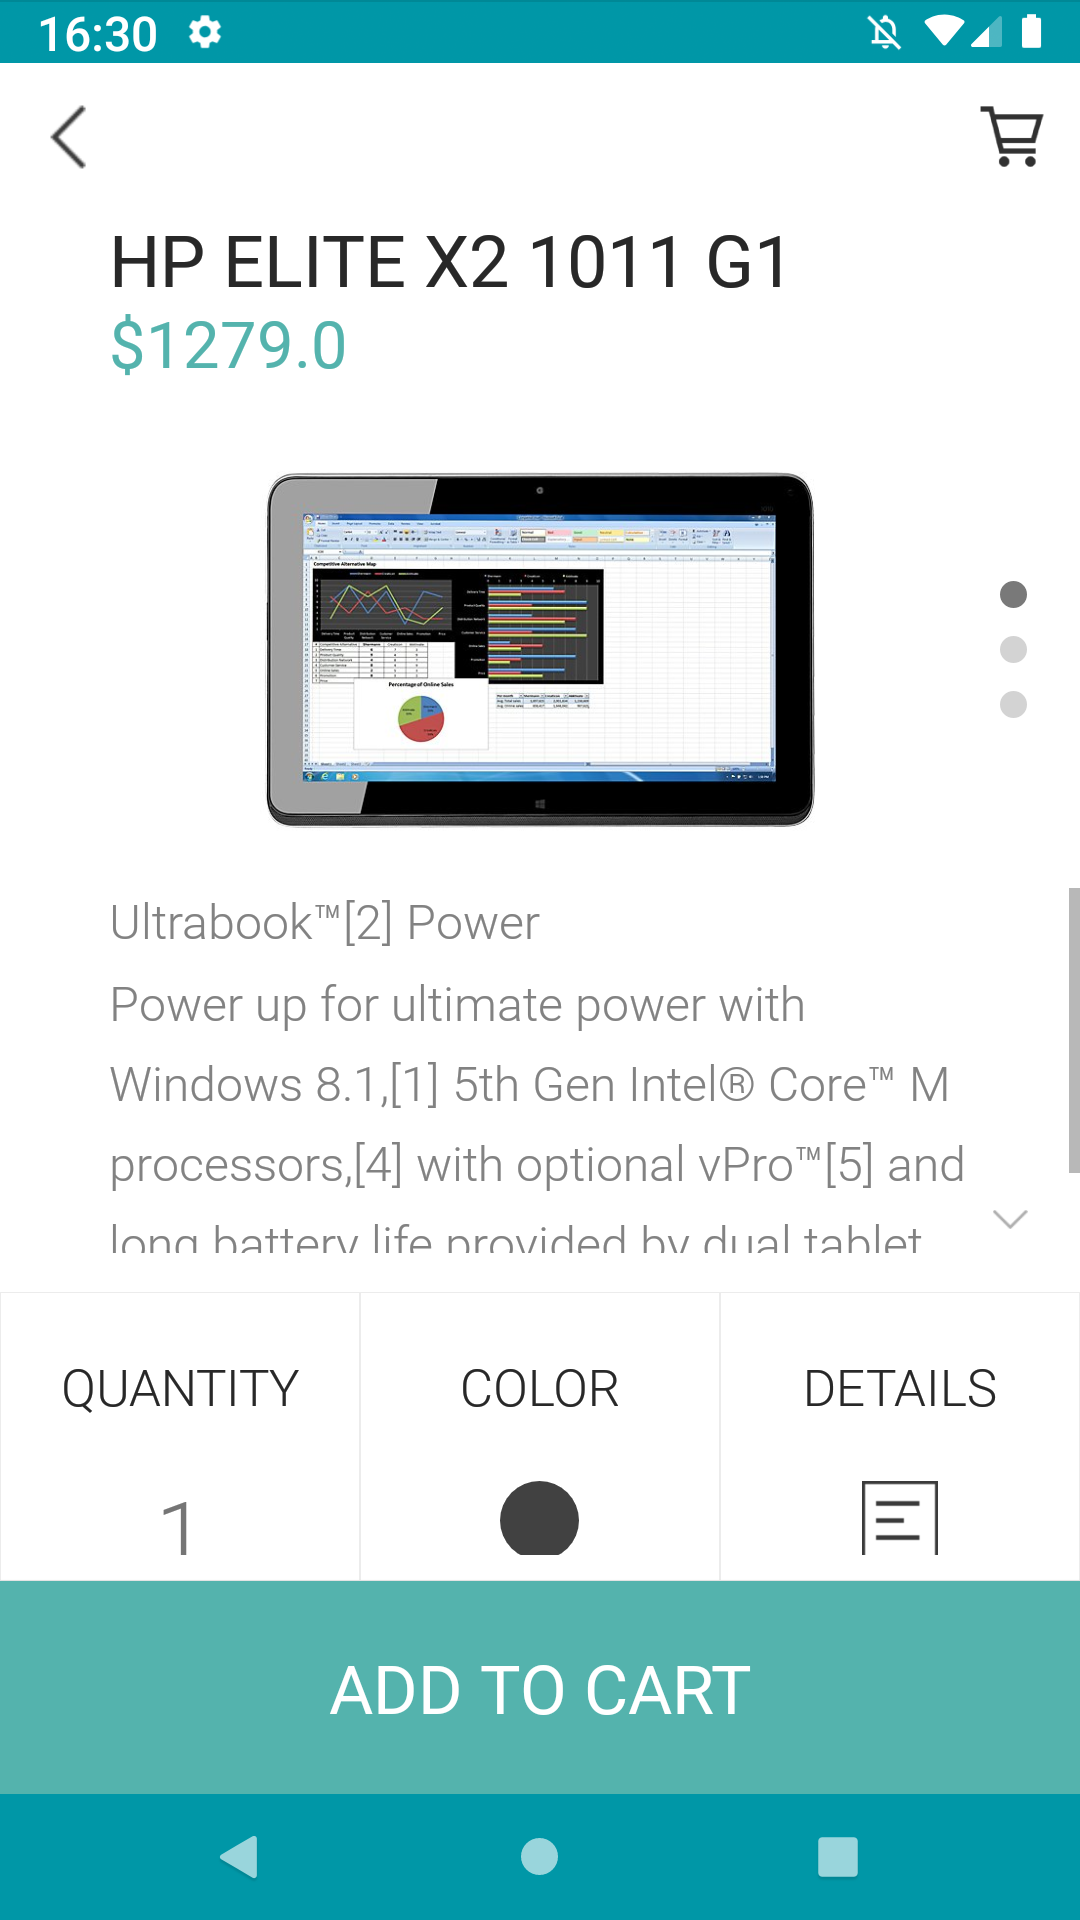 16:30
HP ELITE X2 1011 G1
$1279.0
Competitive Alternative Map
Percentage of Online Sales
Ultrabook™[2] Power
Power up for ultimate power with
Windows 8.1,[1] 5th Gen Intel® Core™ M
processors,[4] with optional vPro™[5] and
long battery life provided by dual tablet
QUANTITY
COLOR
DETAILS
1
ADD TO CART